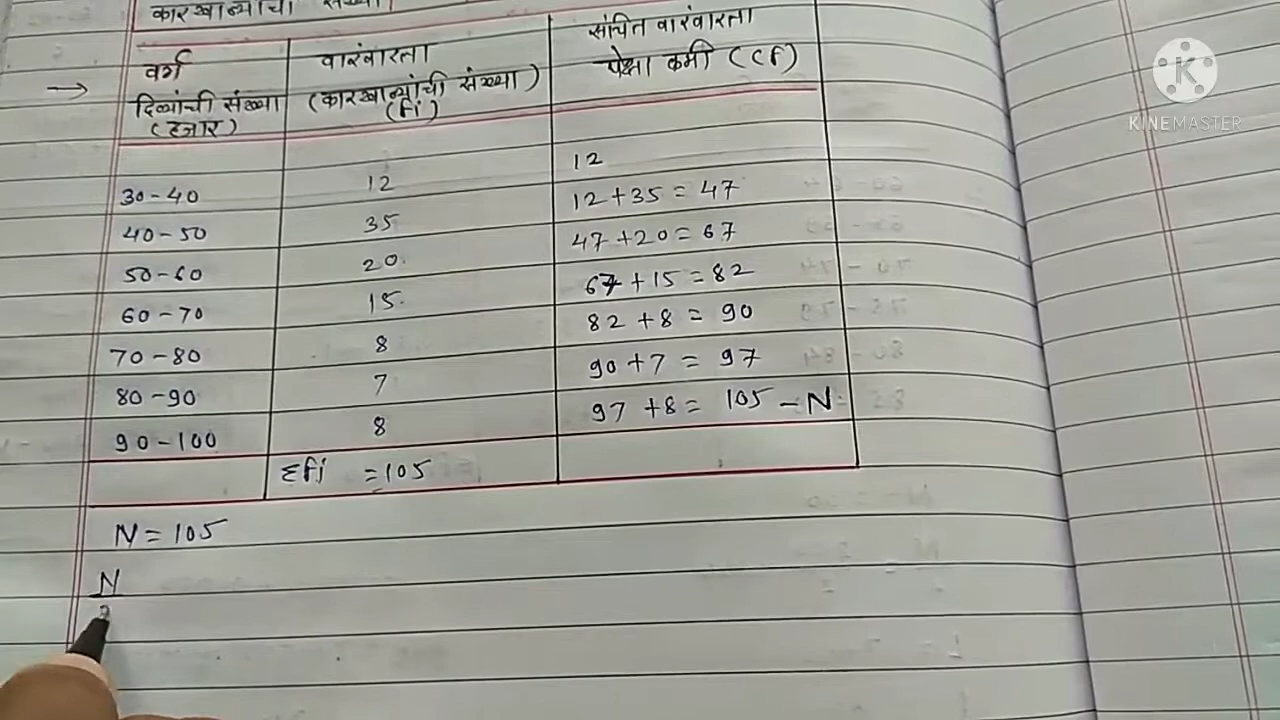 कारखान्यांची संख्या
→ वर्ग
दिव्यांची संख्या
(हजार)
वारंवारता
(कारखान्यांची संख्या)
(fi)
संचित वारंवारता
पेक्षा कमी (cf)
30-40 12 12
40-50 35 12+35 = 47
50-60 20 47+20=67
60-70 15 67+15=82
70-80 8 82+8 = 90
80-90 7 90+7 = 97
90-100 8 97+8= 105-N
Σfi =105
N=105
N
K
KINEMASTER